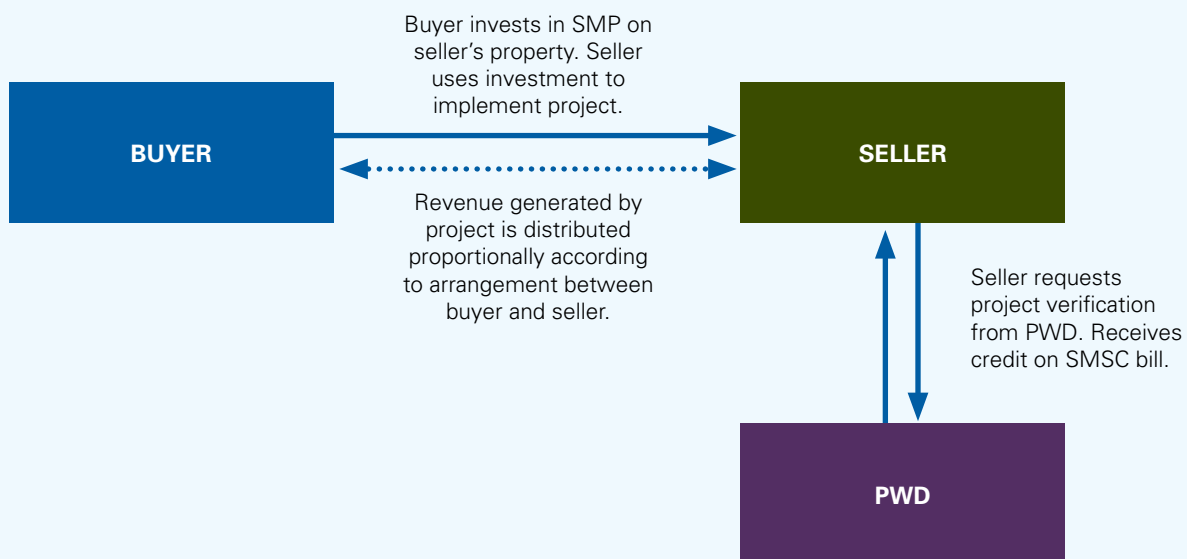 Buyer invests in SMP on
seller’s property. Seller
uses investment to
implement project.
BUYER
SELLER
Revenue generated by
project is distributed
proportionally according
to arrangement between
buyer and seller.
Seller requests
project verification
from PWD. Receives
credit on SMSC bill.
PWD